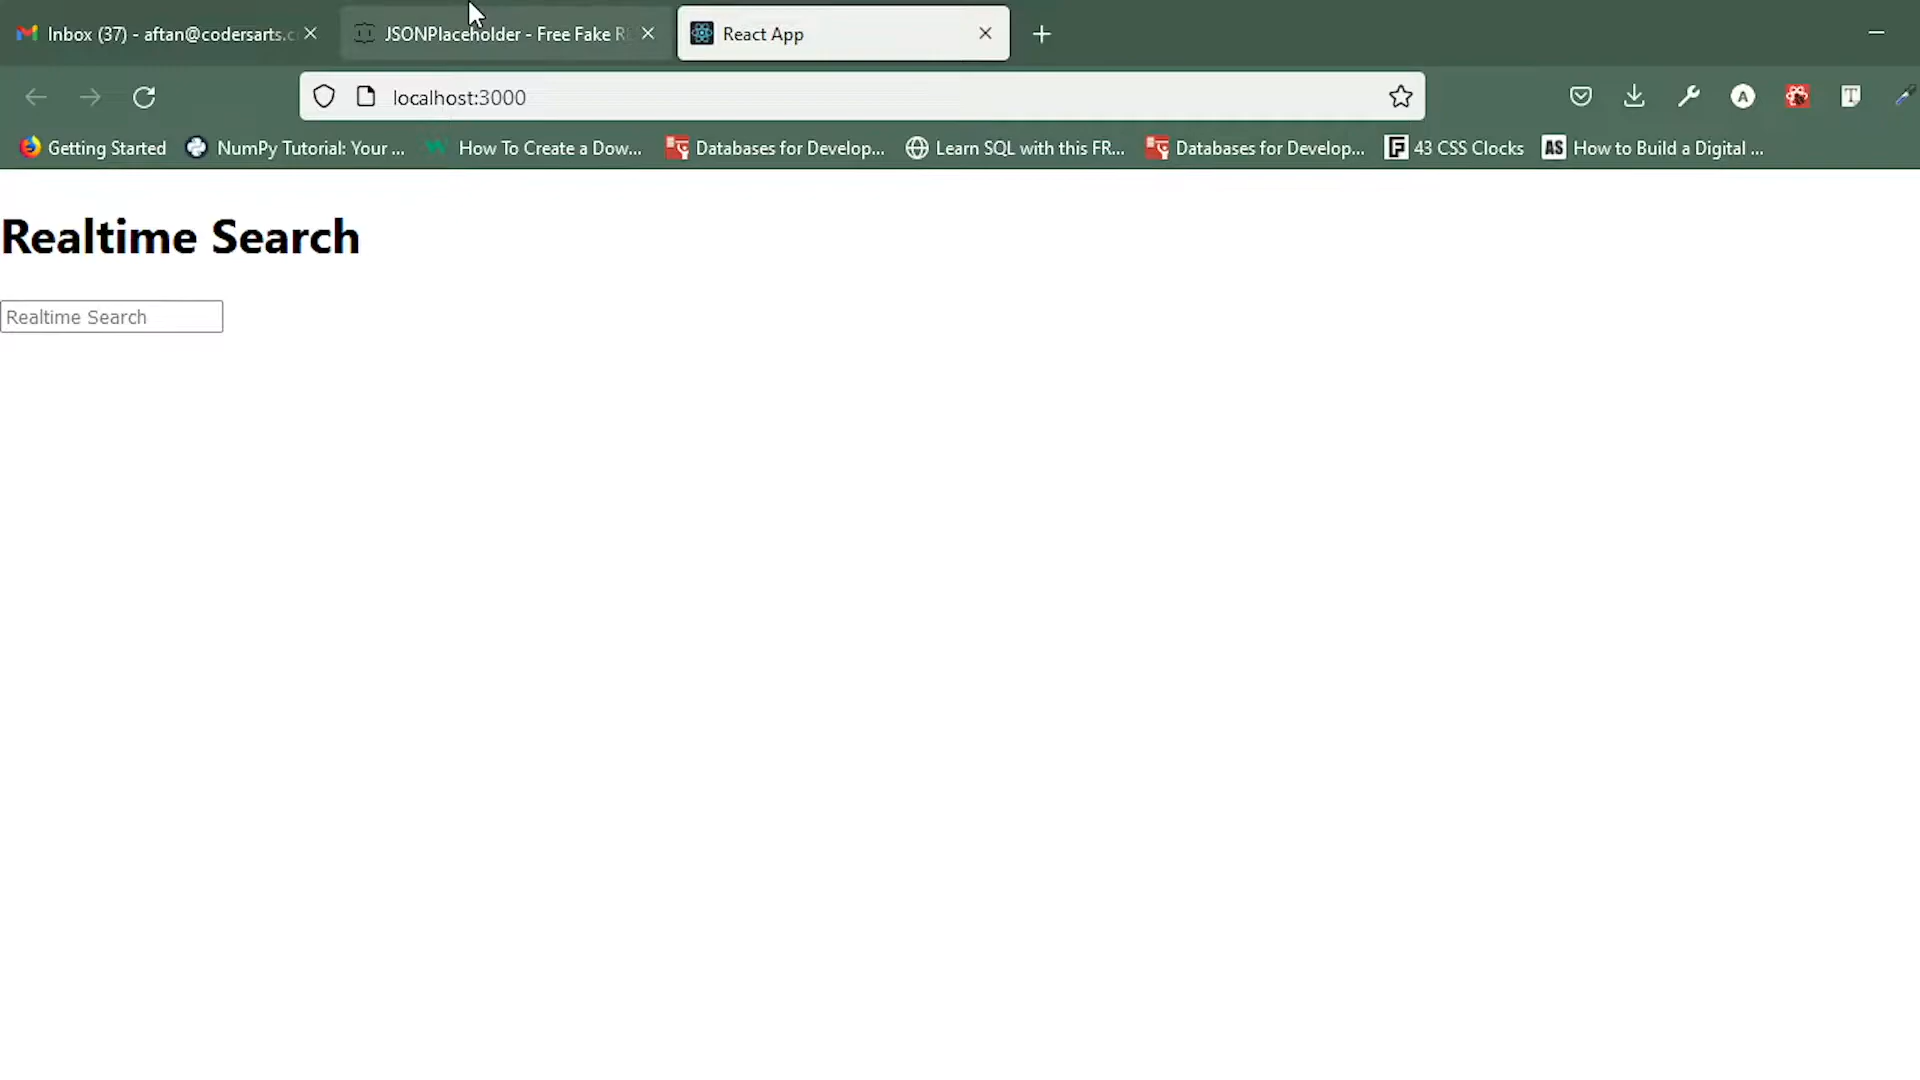 Inbox (37) - aftan@codersarts.c
JSONPlaceholder - Free Fake R
React App
localhost:3000
A
T
Getting Started
NumPy Tutorial: Your ...
How To Create a Dow...
Databases for Develop...
Learn SQL with this FR...
Databases for Develop...
F 43 CSS Clocks
AS How to Build a Digital ...
Realtime Search
Realtime Search